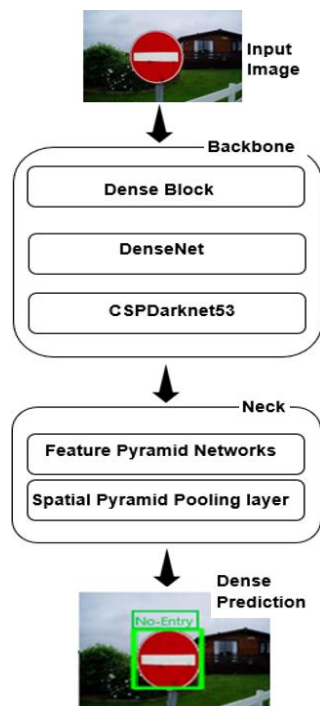 Input
Image
Backbone
Dense Block
DenseNet
CSPDarknet53
Neck
Feature Pyramid Networks
Spatial Pyramid Pooling layer
Dense
Prediction
No-Entry